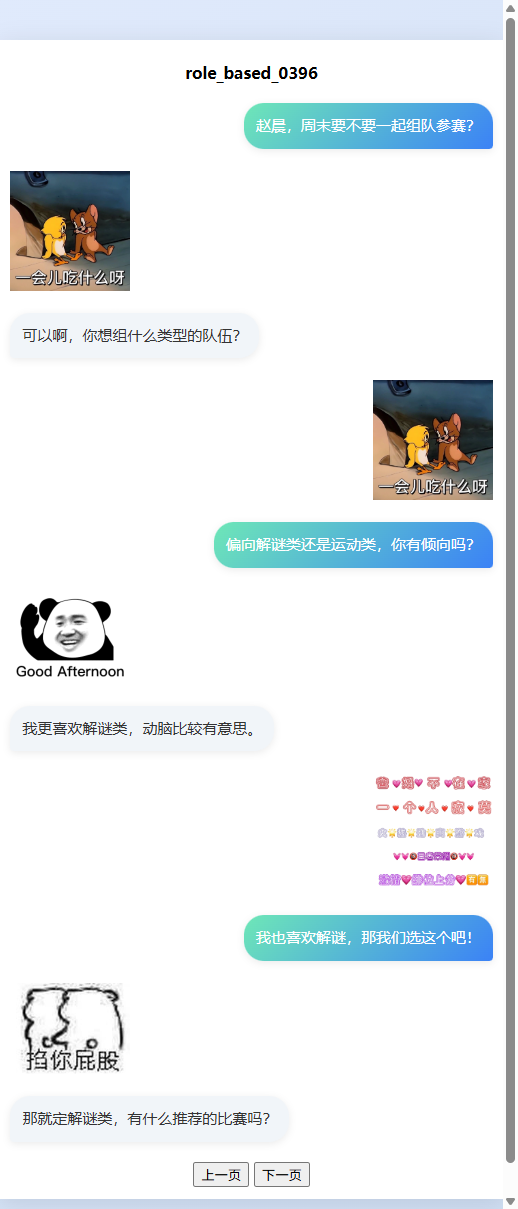 role_based_0396
赵晨，周末要不要一起组队参赛？
一会儿吃什么呀
可以啊，你想组什么类型的队伍？
一会儿吃什么呀
偏向解谜类还是运动类，你有倾向吗？
Good Afternoon
我更喜欢解谜类，动脑比较有意思。
一个人
我也喜欢解谜，那我们选这个吧！
掐你屁股
那就定解谜类，有什么推荐的比赛吗？
上一页 下一页